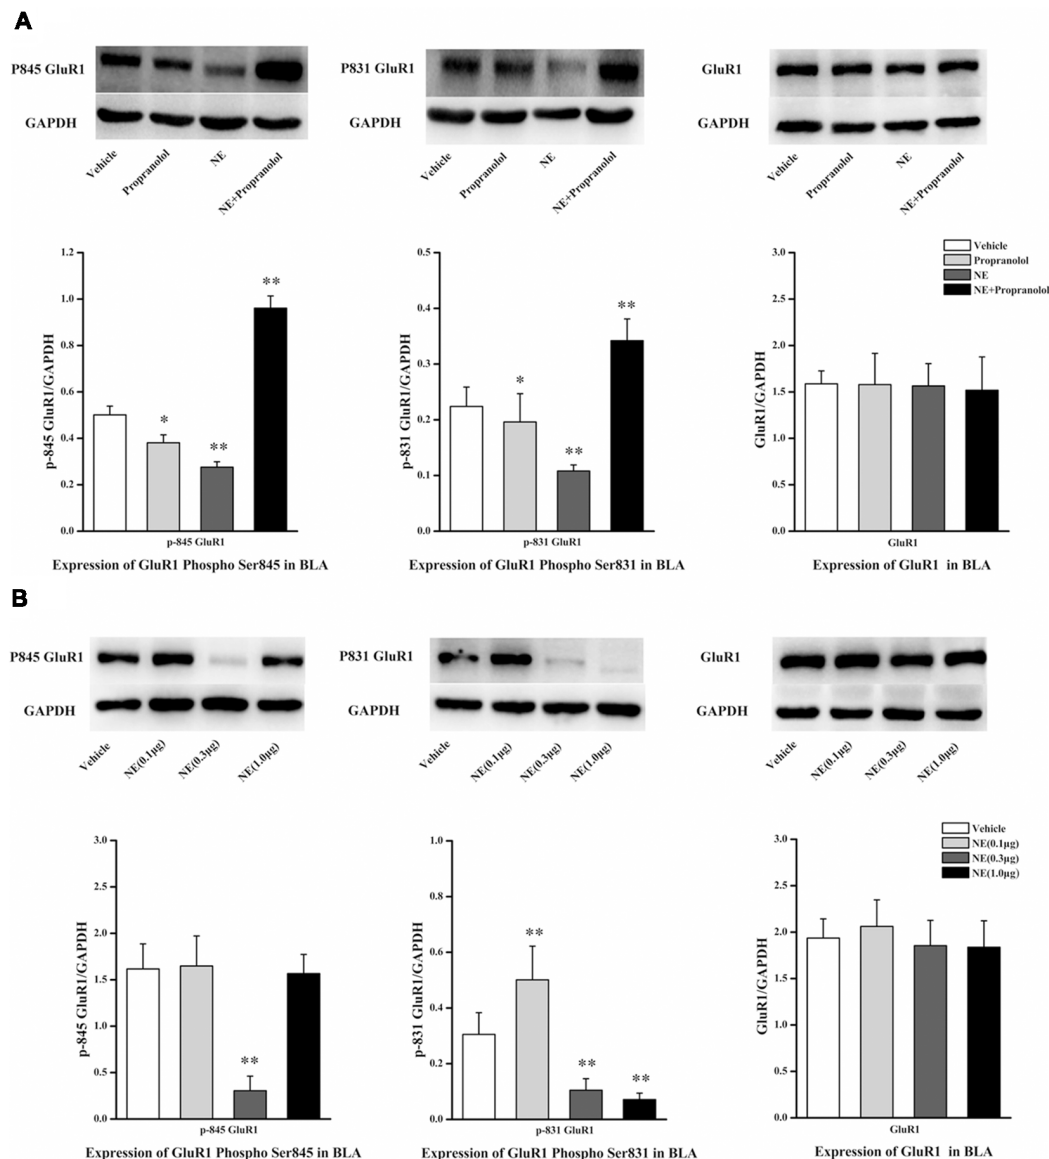 A
P845 GluR1
GAPDH
Vehicle
Propranolol
NE
NE+Propranolol
P831 GluR1
GAPDH
Vehicle
Propranolol
NE
NE+Propranolol
GluR1
GAPDH
Vehicle
Propranolol
NE
NE+Propranolol
p-845 GluR1/GAPDH
1.2
1.0
0.8
0.6
0.4
0.2
0.0
*
**
**
p-845 GluR1
Expression of GluR1 Phospho Ser845 in BLA
p-831 GluR1/GAPDH
0.5
0.4
0.3
0.2
0.1
0.0
*
**
**
p-831 GluR1
Expression of GluR1 Phospho Ser831 in BLA
GluR1/GAPDH
3.0
2.5
2.0
1.5
1.0
0.5
0.0
Vehicle
Propranolol
NE
NE+Propranolol
GluR1
Expression of GluR1 in BLA
B
P845 GluR1
GAPDH
Vehicle
NE(0.1μg)
NE(0.3μg)
NE(1.0μg)
P831 GluR1
GAPDH
Vehicle
NE(0.1μg)
NE(0.3μg)
NE(1.0μg)
GluR1
GAPDH
Vehicle
NE(0.1μg)
NE(0.3μg)
NE(1.0μg)
p-845 GluR1/GAPDH
3.0
2.5
2.0
1.5
1.0
0.5
0.0
**
p-845 GluR1
Expression of GluR1 Phospho Ser845 in BLA
p-831 GluR1/GAPDH
1.0
0.8
0.6
0.4
0.2
0.0
**
**
**
p-831 GluR1
Expression of GluR1 Phospho Ser831 in BLA
GluR1/GAPDH
3.0
2.5
2.0
1.5
1.0
0.5
0.0
Vehicle
NE(0.1μg)
NE(0.3μg)
NE(1.0μg)
GluR1
Expression of GluR1 in BLA